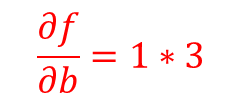 ∂f/∂b = 1 * 3